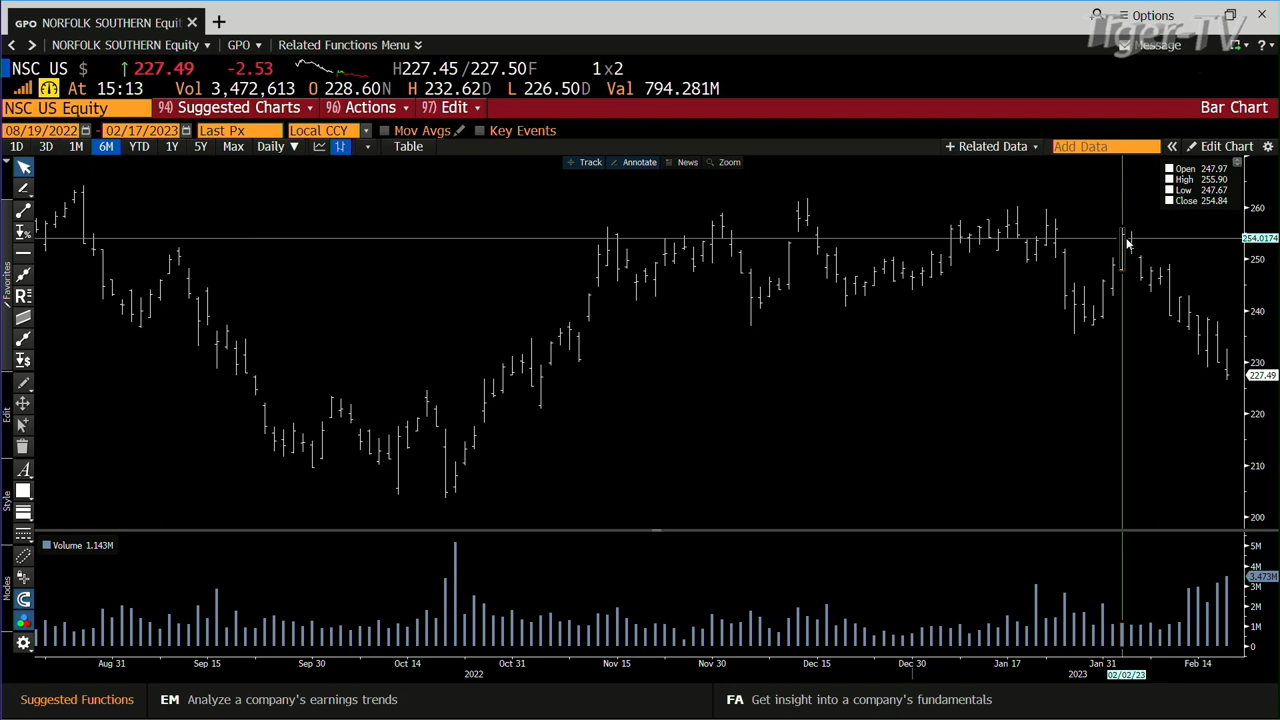 GPO NORFOLK SOUTHERN Equit × +
Options
Tiger-TV
NORFOLK SOUTHERN Equity GPO Related Functions Menu
Message ?
NSC US $ ↑ 227.49 -2.53 H227.45/227.50F 1x2
At 15:13 Vol 3,472,613 O 228.60N H 232.62D L 226.50D Val 794.281M
NSC US Equity 94) Suggested Charts 96) Actions 97) Edit Bar Chart
08/19/2022 - 02/17/2023 Last Px Local CCY Mov Avgs Key Events
1D 3D 1M 6M YTD 1Y 5Y Max Daily Table + Related Data Add Data Edit Chart
Track Annotate News Zoom
Open 247.97
High 255.90
Low 247.67
Close 254.84
260
254.0174
250
240
230
227.49
220
210
200
Favorites
Edit
Style
Modes
Volume 1.143M
5M
4M
3.473M
3M
2M
1M
0
Aug 31 Sep 15 Sep 30 Oct 14 Oct 31 Nov 15 Nov 30 Dec 15 Dec 30 Jan 17 Jan 31 Feb 14
2022 2023 02/02/23
Suggested Functions EM Analyze a company's earnings trends FA Get insight into a company's fundamentals